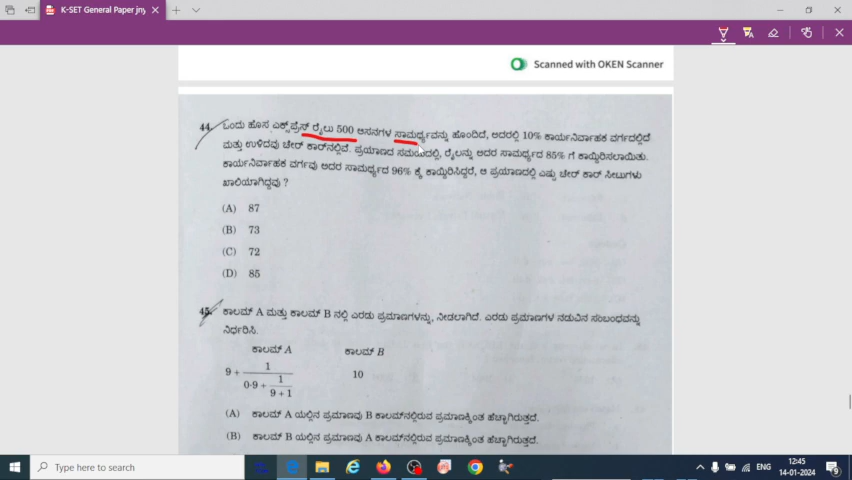 K-SET General Paper jny
Scanned with OKEN Scanner
44. ಒಂದು ಹೊಸ ಎಕ್ಸ್‌ಪ್ರೆಸ್ ರೈಲು 500 ಆಸನಗಳ ಸಾಮರ್ಥ್ಯವನ್ನು ಹೊಂದಿದೆ, ಅದರಲ್ಲಿ 10% ಕಾರ್ಯನಿರ್ವಾಹಕ ವರ್ಗದಲ್ಲಿದೆ
ಮತ್ತು ಉಳಿದವು ಚೇರ್ ಕಾರ್‌ನಲ್ಲಿವೆ. ಪ್ರಯಾಣದ ಸಮಯದಲ್ಲಿ, ರೈಲನ್ನು ಅದರ ಸಾಮರ್ಥ್ಯದ 85% ಗೆ ಕಾಯ್ದಿರಿಸಲಾಯಿತು.
ಕಾರ್ಯನಿರ್ವಾಹಕ ವರ್ಗವು ಅದರ ಸಾಮರ್ಥ್ಯದ 96% ಕ್ಕೆ ಕಾಯ್ದಿರಿಸಿದ್ದರೆ, ಆ ಪ್ರಯಾಣದಲ್ಲಿ ಎಷ್ಟು ಚೇರ್ ಕಾರ್ ಸೀಟುಗಳು
ಖಾಲಿಯಾಗಿದ್ದವು ?
(A) 87
(B) 73
(C) 72
(D) 85
45. ಕಾಲಮ್ A ಮತ್ತು ಕಾಲಮ್ B ನಲ್ಲಿ ಎರಡು ಪ್ರಮಾಣಗಳನ್ನು, ನೀಡಲಾಗಿದೆ. ಎರಡು ಪ್ರಮಾಣಗಳ ನಡುವಿನ ಸಂಬಂಧವನ್ನು
ನಿರ್ಧರಿಸಿ.
ಕಾಲಮ್ A ಕಾಲಮ್ B
9 + 1 / (0·9 + 1 / (9 + 1)) 10
(A) ಕಾಲಮ್ A ಯಲ್ಲಿನ ಪ್ರಮಾಣವು B ಕಾಲಮ್‌ನಲ್ಲಿರುವ ಪ್ರಮಾಣಕ್ಕಿಂತ ಹೆಚ್ಚಾಗಿರುತ್ತದೆ.
(B) ಕಾಲಮ್ B ಯಲ್ಲಿನ ಪ್ರಮಾಣವು A ಕಾಲಮ್‌ನಲ್ಲಿರುವ ಪ್ರಮಾಣಕ್ಕಿಂತ ಹೆಚ್ಚಾಗಿರುತ್ತದೆ.
Type here to search
ENG
12:45
14-01-2024